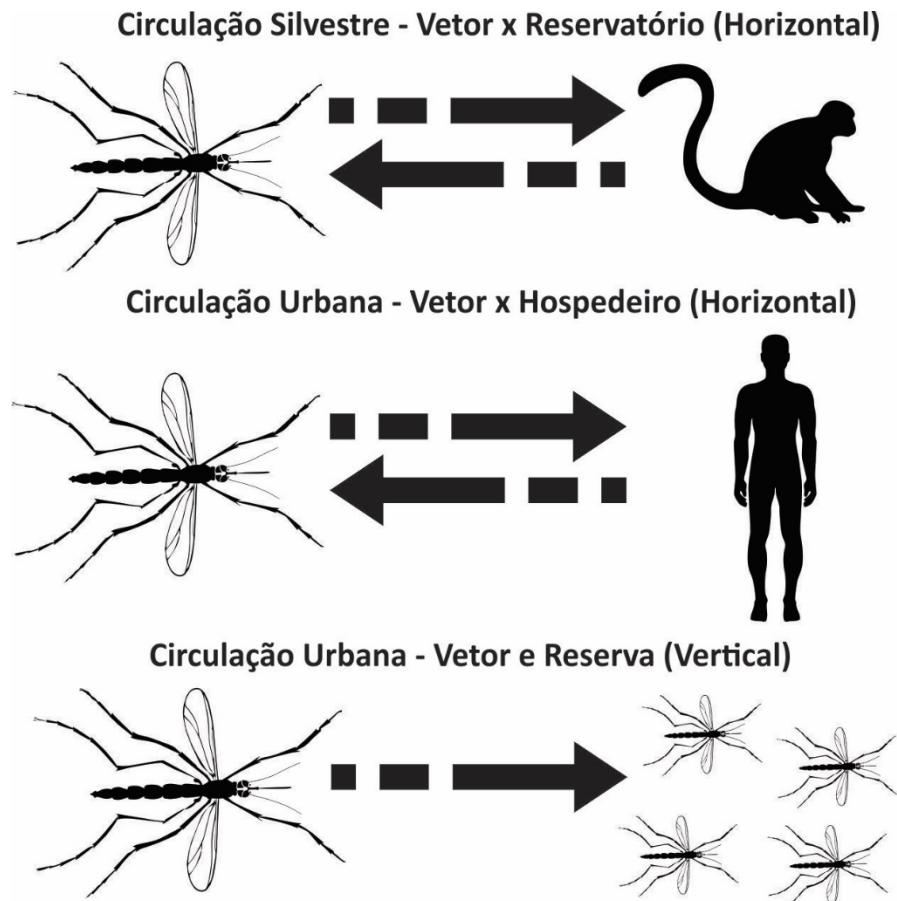 Circulação Silvestre - Vetor x Reservatório (Horizontal)
Circulação Urbana - Vetor x Hospedeiro (Horizontal)
Circulação Urbana - Vetor e Reserva (Vertical)